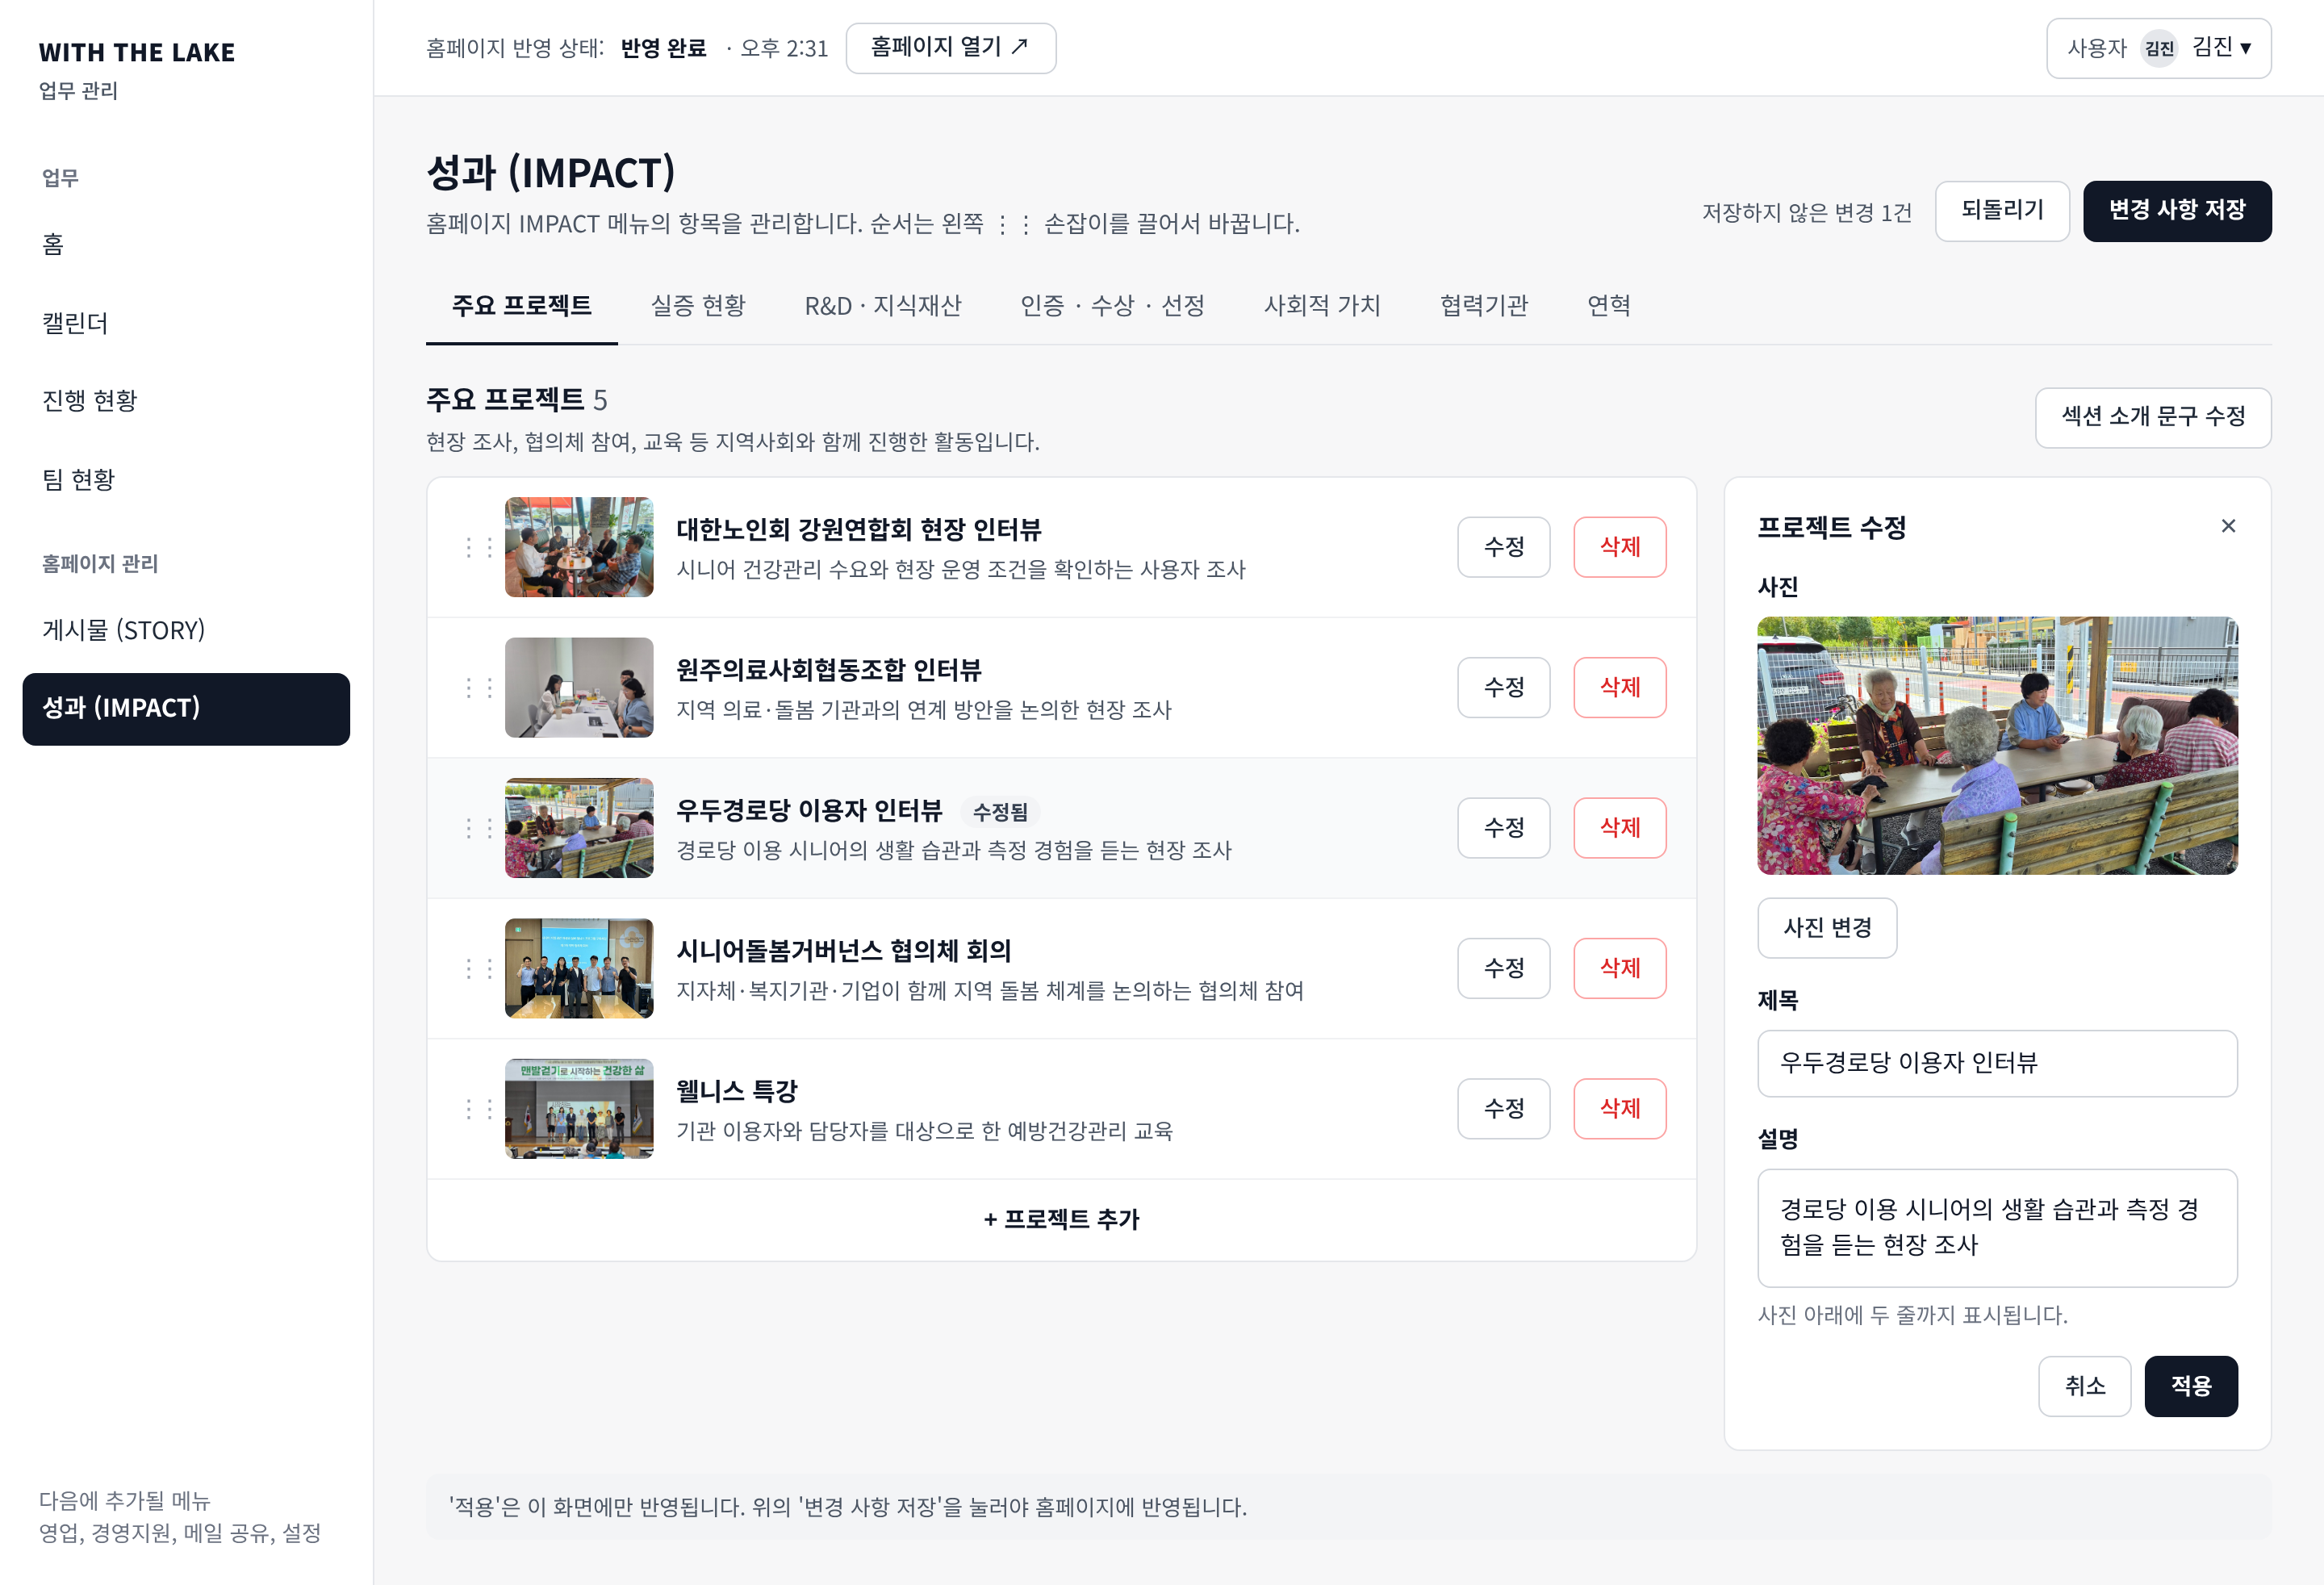 WITH THE LAKE
업무 관리
업무
홈
캘린더
진행 현황
팀 현황
홈페이지 관리
게시물 (STORY)
성과 (IMPACT)
다음에 추가될 메뉴
영업, 경영지원, 메일 공유, 설정
홈페이지 반영 상태: 반영 완료 · 오후 2:31 홈페이지 열기 ↗
사용자 김진 김진 ▾
성과 (IMPACT)
홈페이지 IMPACT 메뉴의 항목을 관리합니다. 순서는 왼쪽 ⋮⋮ 손잡이를 끌어서 바꿉니다.
저장하지 않은 변경 1건 되돌리기 변경 사항 저장
주요 프로젝트 실증 현황 R&D · 지식재산 인증 · 수상 · 선정 사회적 가치 협력기관 연혁
주요 프로젝트 5
현장 조사, 협의체 참여, 교육 등 지역사회와 함께 진행한 활동입니다.
섹션 소개 문구 수정
대한노인회 강원연합회 현장 인터뷰
시니어 건강관리 수요와 현장 운영 조건을 확인하는 사용자 조사
수정 삭제
원주의료사회협동조합 인터뷰
지역 의료·돌봄 기관과의 연계 방안을 논의한 현장 조사
수정 삭제
우두경로당 이용자 인터뷰 수정됨
경로당 이용 시니어의 생활 습관과 측정 경험을 듣는 현장 조사
수정 삭제
시니어돌봄거버넌스 협의체 회의
지자체·복지기관·기업이 함께 지역 돌봄 체계를 논의하는 협의체 참여
수정 삭제
맨발걷기로 시작하는 건강한 삶
웰니스 특강
기관 이용자와 담당자를 대상으로 한 예방건강관리 교육
수정 삭제
+ 프로젝트 추가
프로젝트 수정 ×
사진
사진 변경
제목
우두경로당 이용자 인터뷰
설명
경로당 이용 시니어의 생활 습관과 측정 경
험을 듣는 현장 조사
사진 아래에 두 줄까지 표시됩니다.
취소 적용
'적용'은 이 화면에만 반영됩니다. 위의 '변경 사항 저장'을 눌러야 홈페이지에 반영됩니다.